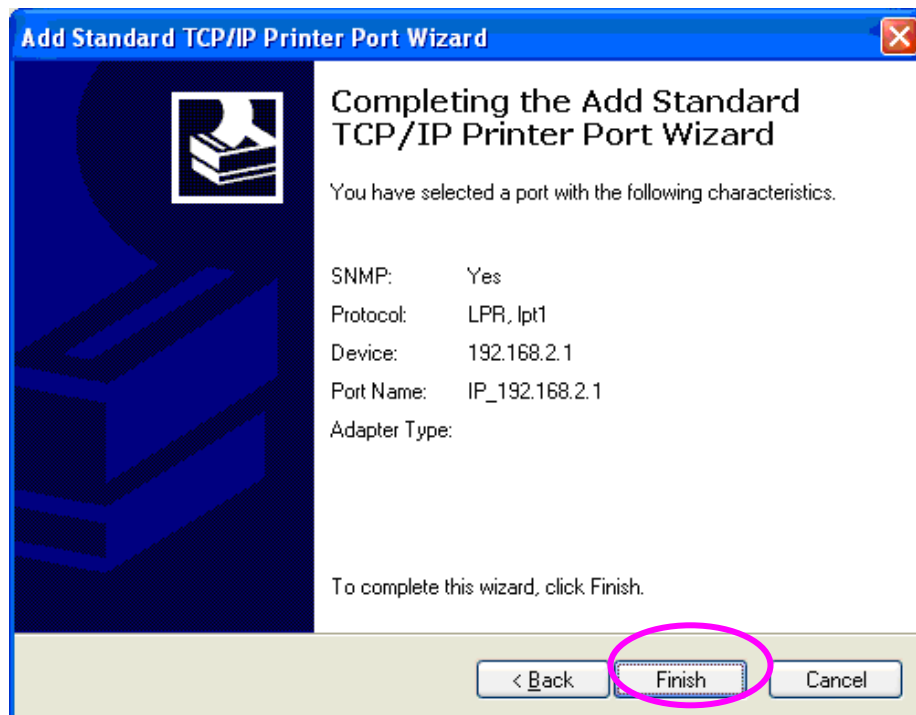 Add Standard TCP/IP Printer Port Wizard
Completing the Add Standard
TCP/IP Printer Port Wizard
You have selected a port with the following characteristics.
SNMP: Yes
Protocol: LPR, lpt1
Device: 192.168.2.1
Port Name: IP_192.168.2.1
Adapter Type:
To complete this wizard, click Finish.
< Back Finish Cancel